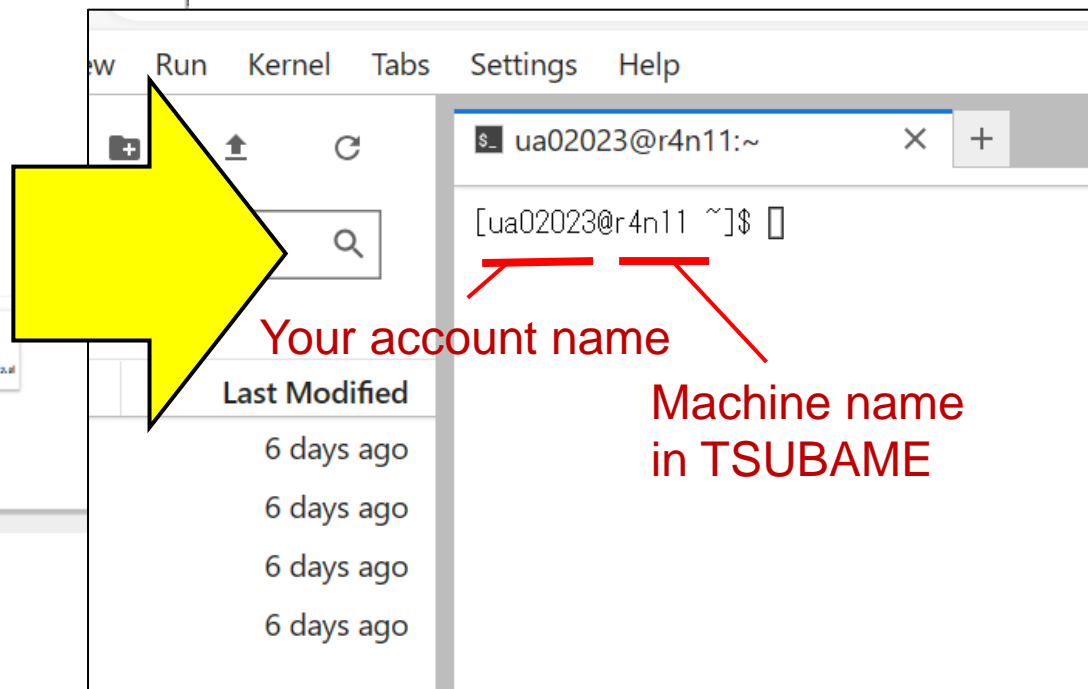 ew Run Kernel Tabs Settings Help
ua02023@r4n11:~
[ua02023@r4n11 ~]$
Your account name
Machine name
in TSUBAME
Last Modified
6 days ago
6 days ago
6 days ago
6 days ago